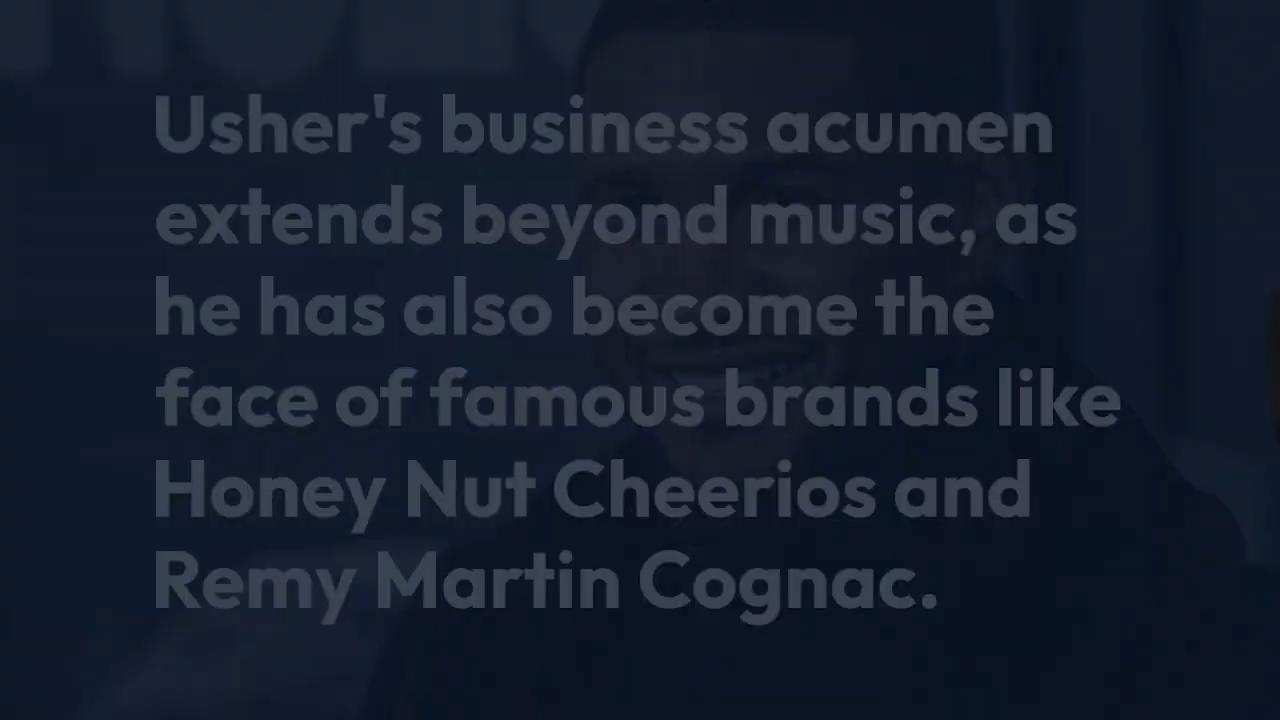 Usher's business acumen
extends beyond music, as
he has also become the
face of famous brands like
Honey Nut Cheerios and
Remy Martin Cognac.